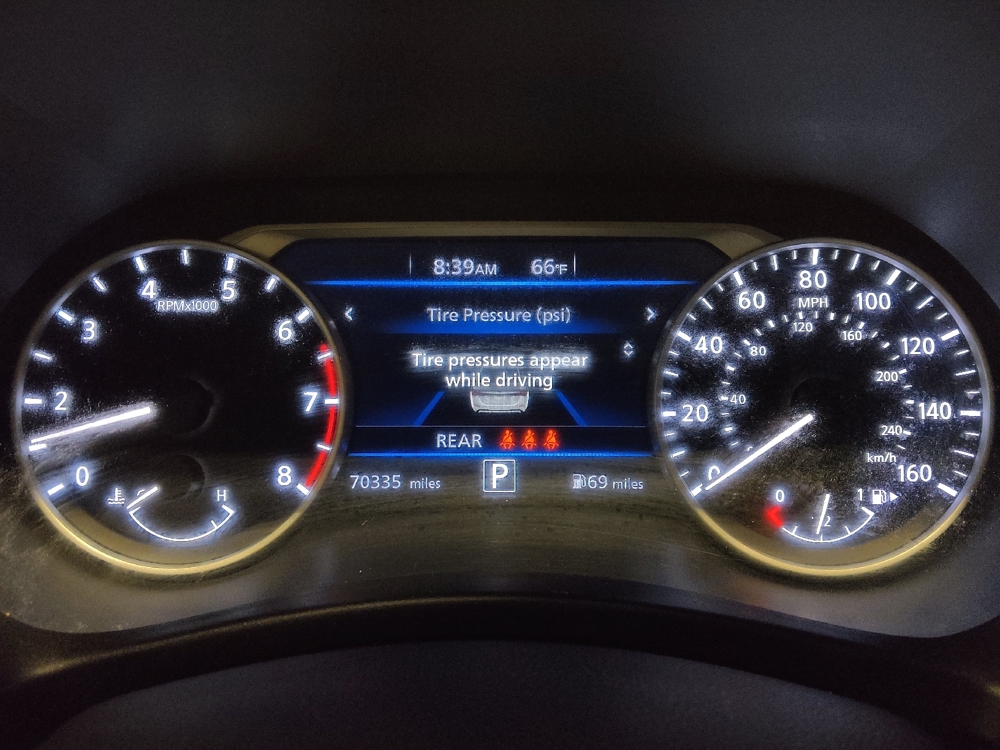 8:39AM 66°F
Tire Pressure (psi)
Tire pressures appear
while driving
REAR
70335 miles
P
69 miles
0
2
3
4
5
6
7
8
RPMx1000
C
H
0
20
40
60
80
100
120
140
160
MPH
40
80
120
160
200
240
km/h
0
1